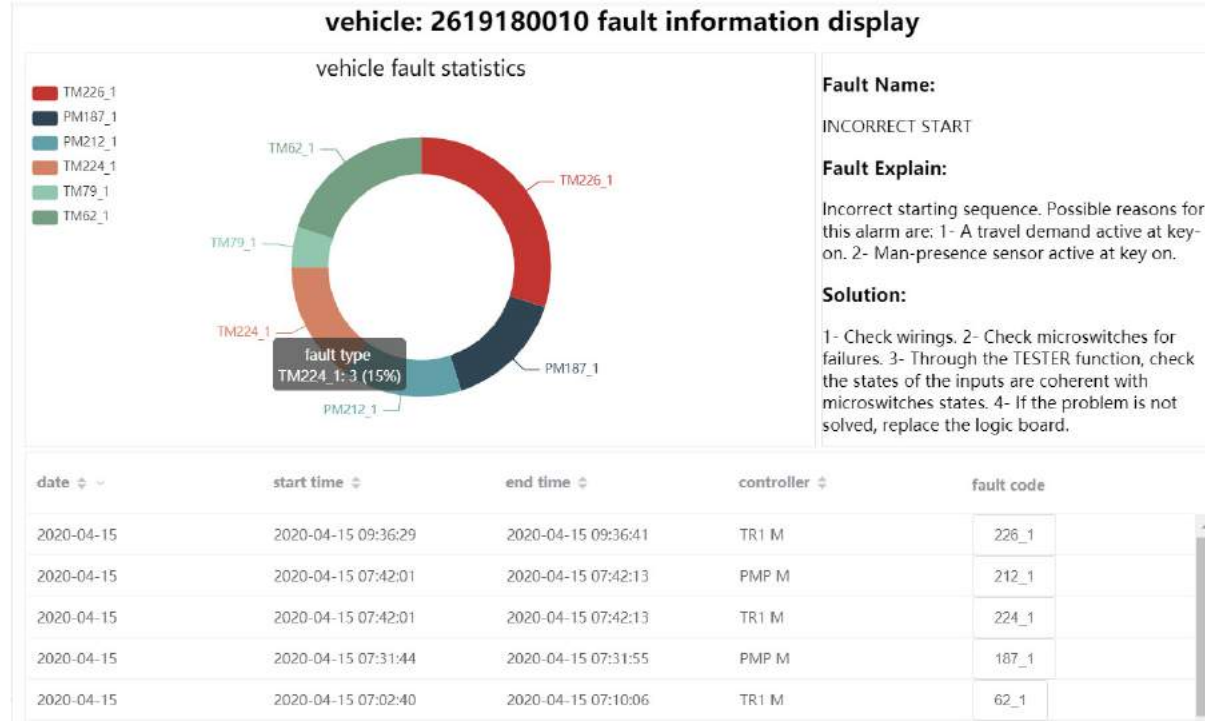 vehicle: 2619180010 fault information display
vehicle fault statistics
TM226_1
PM187_1
PM212_1
TM224_1
TM79_1
TM62_1
TM62_1
TM226_1
TM79_1
TM224_1
fault type
TM224_1: 3 (15%)
PM187_1
PM212_1
Fault Name:
INCORRECT START
Fault Explain:
Incorrect starting sequence. Possible reasons for
this alarm are: 1- A travel demand active at key-
on. 2- Man-presence sensor active at key on.
Solution:
1- Check wirings. 2- Check microswitches for
failures. 3- Through the TESTER function, check
the states of the inputs are coherent with
microswitches states. 4- If the problem is not
solved, replace the logic board.
date start time end time controller fault code
2020-04-15 2020-04-15 09:36:29 2020-04-15 09:36:41 TR1 M 226_1
2020-04-15 2020-04-15 07:42:01 2020-04-15 07:42:13 PMP M 212_1
2020-04-15 2020-04-15 07:42:01 2020-04-15 07:42:13 TR1 M 224_1
2020-04-15 2020-04-15 07:31:44 2020-04-15 07:31:55 PMP M 187_1
2020-04-15 2020-04-15 07:02:40 2020-04-15 07:10:06 TR1 M 62_1